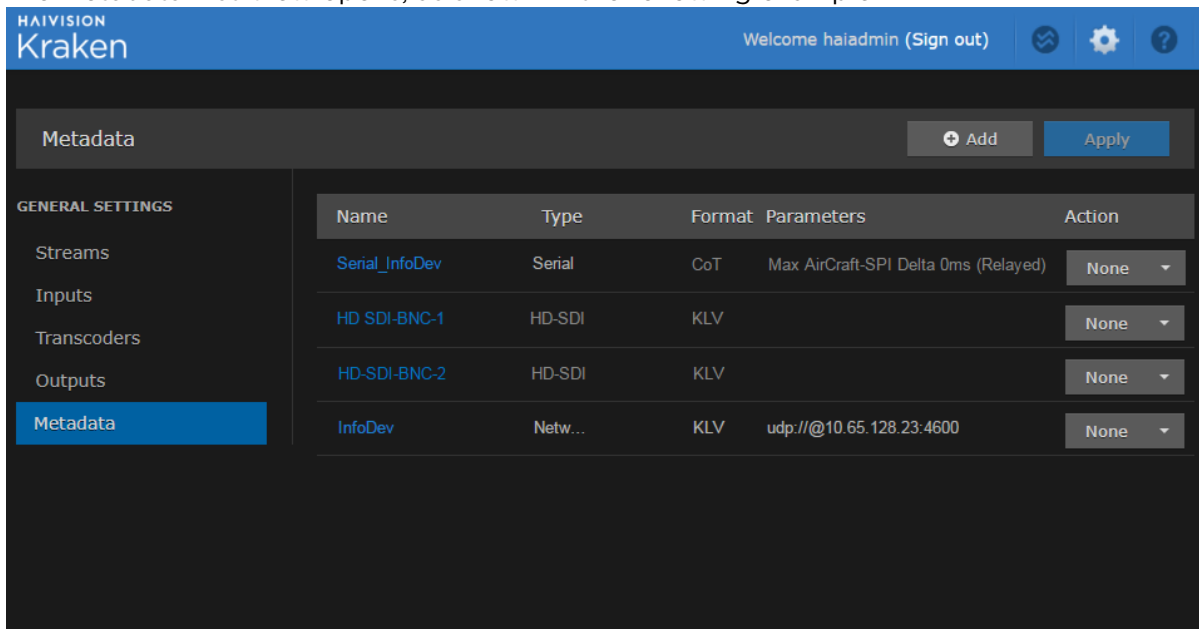 HAIVISION
Kraken
Welcome haiadmin (Sign out)
Metadata
Add
Apply
GENERAL SETTINGS
Streams
Inputs
Transcoders
Outputs
Metadata
Name Type Format Parameters Action
Serial_InfoDev Serial CoT Max AirCraft-SPI Delta 0ms (Relayed) None
HD SDI-BNC-1 HD-SDI KLV None
HD-SDI-BNC-2 HD-SDI KLV None
InfoDev Netw... KLV udp://@10.65.128.23:4600 None